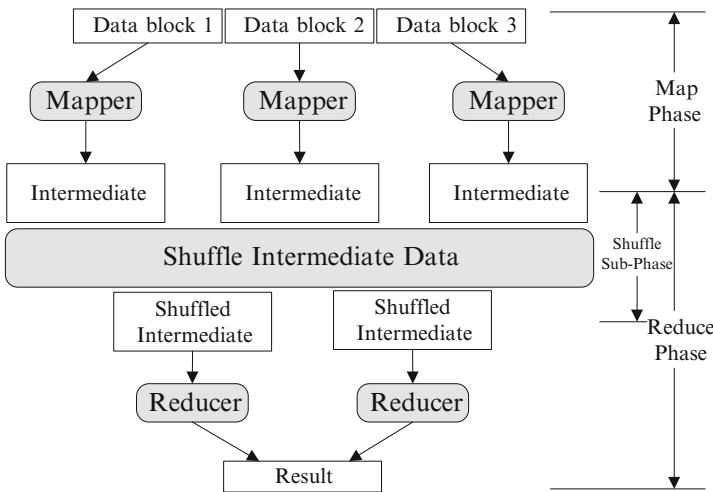 Data block 1
Data block 2
Data block 3
Mapper
Mapper
Mapper
Map
Phase
Intermediate
Intermediate
Intermediate
Shuffle Intermediate Data
Shuffle
Sub-Phase
Shuffled
Intermediate
Shuffled
Intermediate
Reduce
Phase
Reducer
Reducer
Result